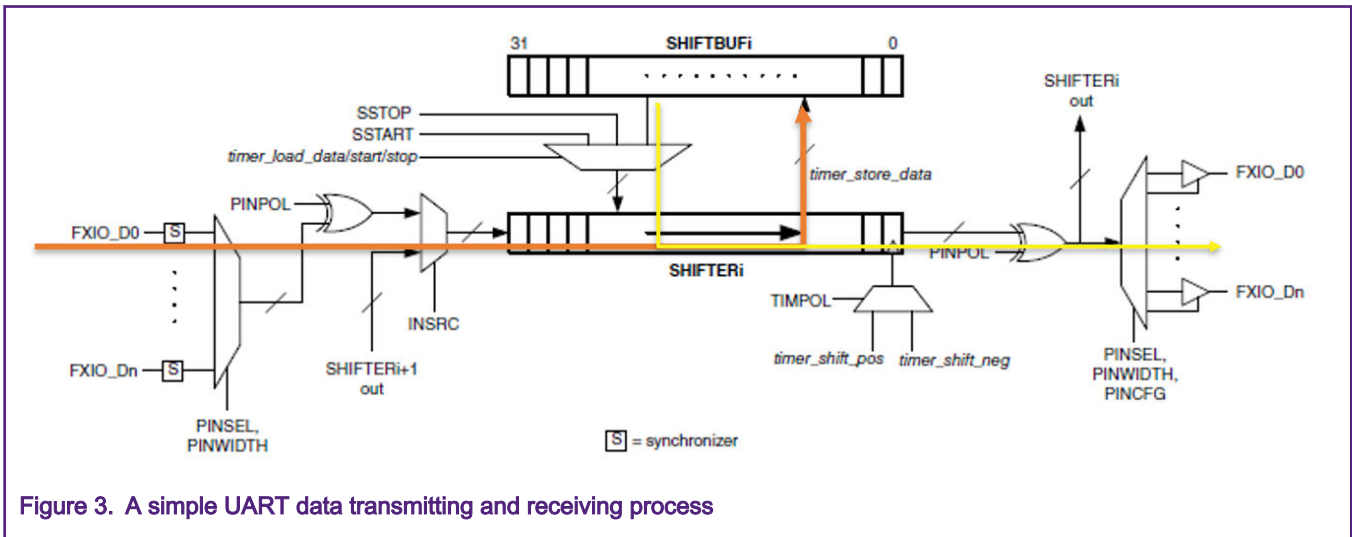 31 SHIFTBUFi 0
SHIFTERi
out
SSTOP
SSTART
timer_load_data/start/stop
timer_store_data
FXIO_D0
PINPOL
FXIO_D0 S
PINPOL
SHIFTERi
TIMPOL
FXIO_Dn
INSRC
timer_shift_pos timer_shift_neg
SHIFTERi+1
out
FXIO_Dn S
PINSEL,
PINWIDTH,
PINCFG
PINSEL,
PINWIDTH
S = synchronizer
Figure 3. A simple UART data transmitting and receiving process